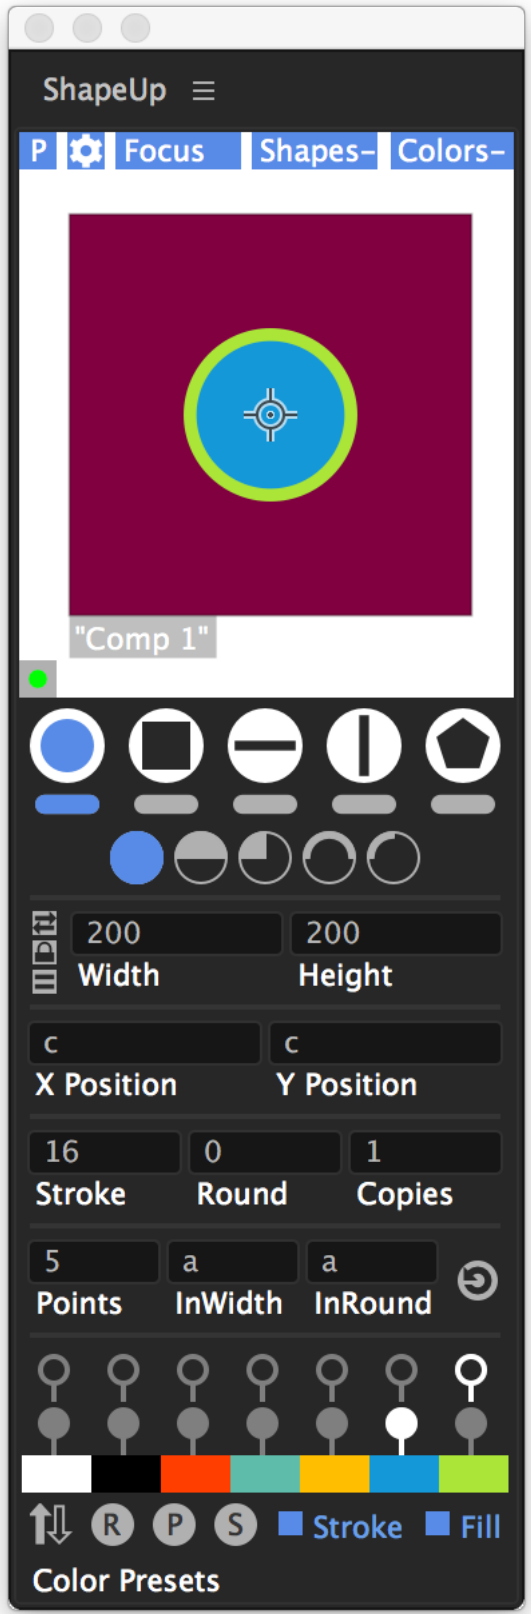 ShapeUp
P Focus Shapes- Colors-
"Comp 1"
200 200
Width Height
c c
X Position Y Position
16 0 1
Stroke Round Copies
5 a a
Points InWidth InRound
R P S Stroke Fill
Color Presets